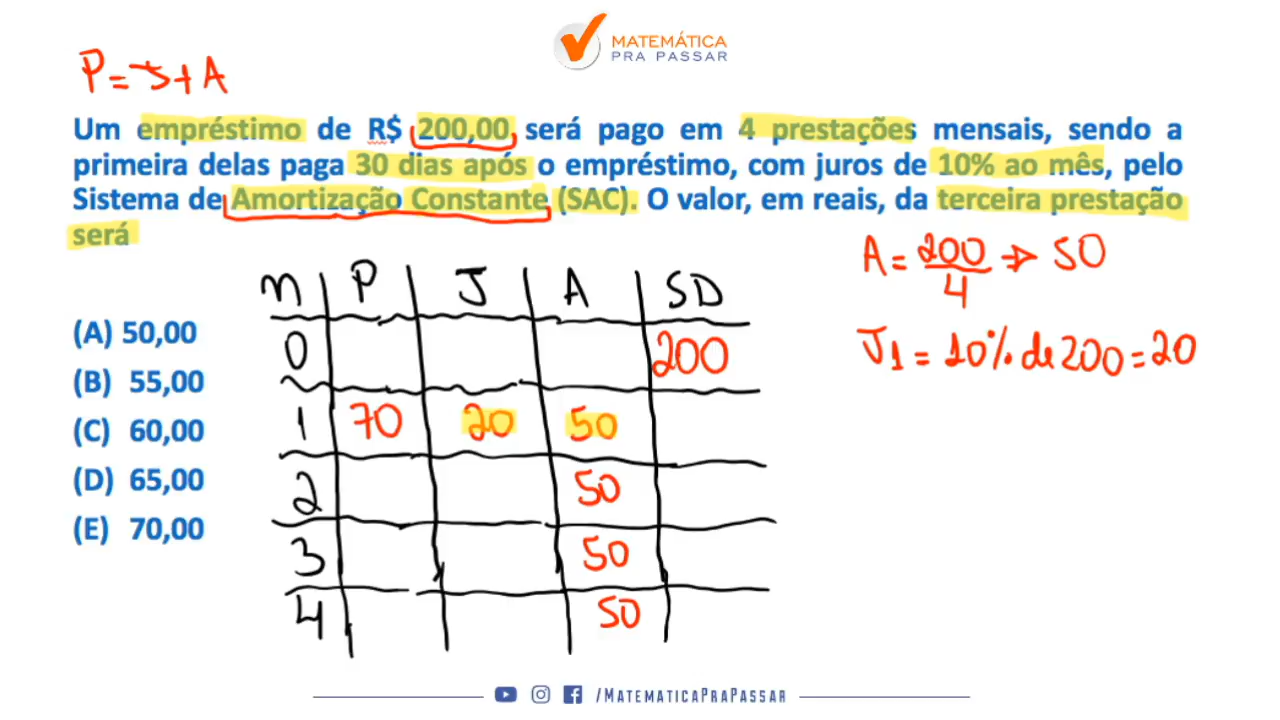 MATEMÁTICA
PRA PASSAR
P = J + A
Um empréstimo de R$ 200,00 será pago em 4 prestações mensais, sendo a
primeira delas paga 30 dias após o empréstimo, com juros de 10% ao mês, pelo
Sistema de Amortização Constante (SAC). O valor, em reais, da terceira prestação
será
(A) 50,00
(B) 55,00
(C) 60,00
(D) 65,00
(E) 70,00
n P J A SD
0 200
1 70 20 50
2 50
3 50
4 50
A = 200/4 → 50
J1 = 10% de 200 = 20
/MATEMATICAPRAPASSAR